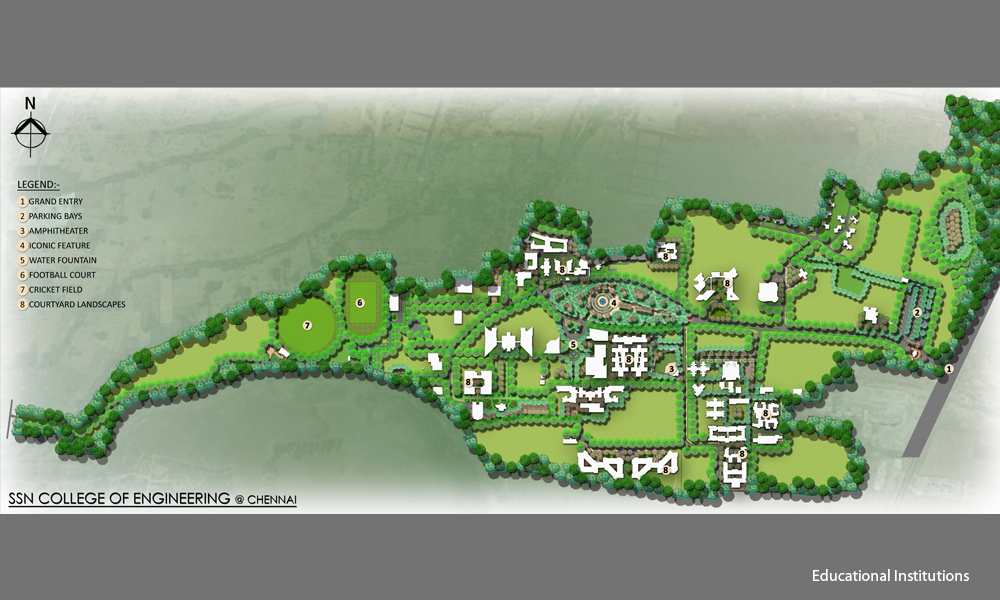 N
LEGEND:-
1 GRAND ENTRY
2 PARKING BAYS
3 AMPHITHEATER
4 ICONIC FEATURE
5 WATER FOUNTAIN
6 FOOTBALL COURT
7 CRICKET FIELD
8 COURTYARD LANDSCAPES
8
8
8
4
2
6
7
5
8
3
1
8
8
8
8
SSN COLLEGE OF ENGINEERING @ CHENNAI
Educational Institutions